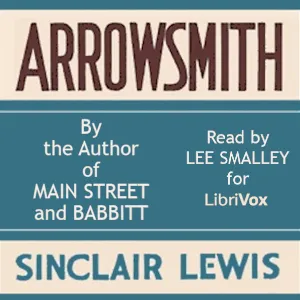 ARROWSMITH
By
the Author
of
MAIN STREET
and BABBITT
Read by
LEE SMALLEY
for
LibriVox
SINCLAIR LEWIS